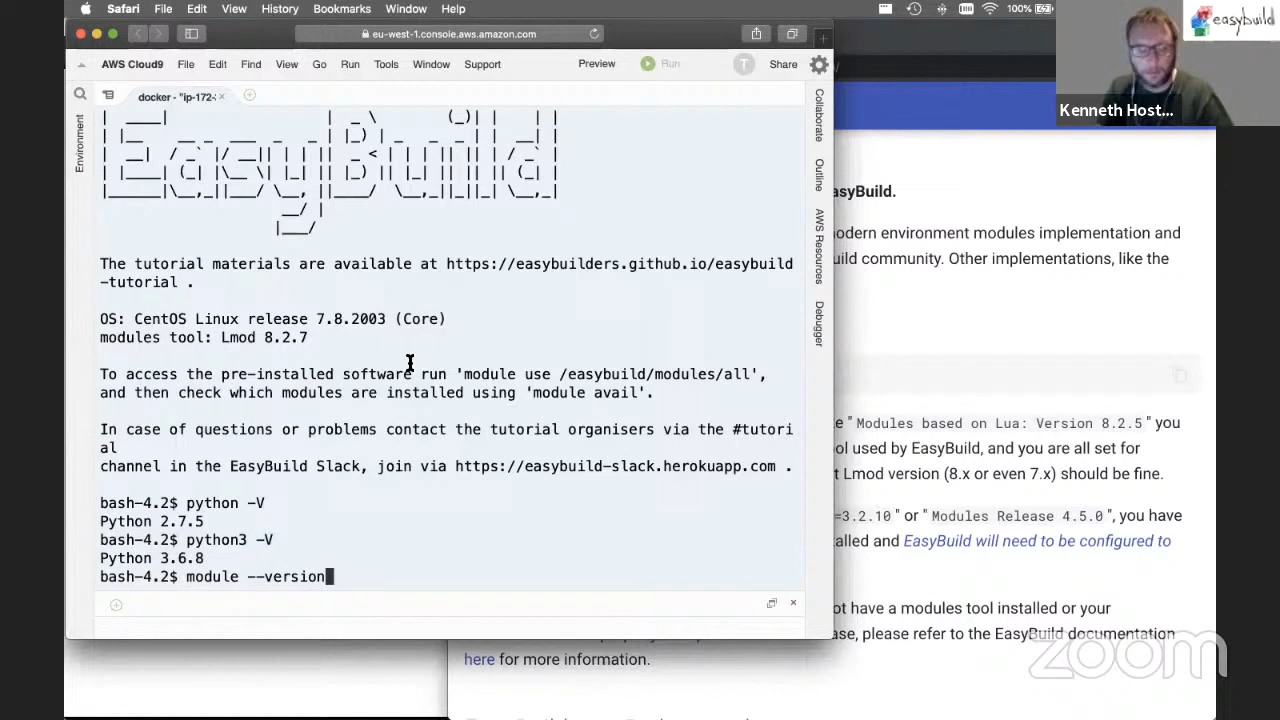 Safari File Edit View History Bookmarks Window Help
100%
easybuild
eu-west-1.console.aws.amazon.com
AWS Cloud9 File Edit Find View Go Run Tools Window Support Preview Run T Share
docker - "ip-172-
Environment
Collaborate
Outline
AWS Resources
Debugger
Kenneth Host...
EasyBuild
The tutorial materials are available at https://easybuilders.github.io/easybuild
-tutorial .
OS: CentOS Linux release 7.8.2003 (Core)
modules tool: Lmod 8.2.7
To access the pre-installed software run 'module use /easybuild/modules/all',
and then check which modules are installed using 'module avail'.
In case of questions or problems contact the tutorial organisers via the #tutori
al
channel in the EasyBuild Slack, join via https://easybuild-slack.herokuapp.com .
bash-4.2$ python -V
Python 2.7.5
bash-4.2$ python3 -V
Python 3.6.8
bash-4.2$ module --version
asyBuild.
odern environment modules implementation and
uild community. Other implementations, like the
e "Modules based on Lua: Version 8.2.5" you
ol used by EasyBuild, and you are all set for
t Lmod version (8.x or even 7.x) should be fine.
=3.2.10" or "Modules Release 4.5.0", you have
talled and EasyBuild will need to be configured to
ot have a modules tool installed or your
ase, please refer to the EasyBuild documentation
here for more information.
zoom